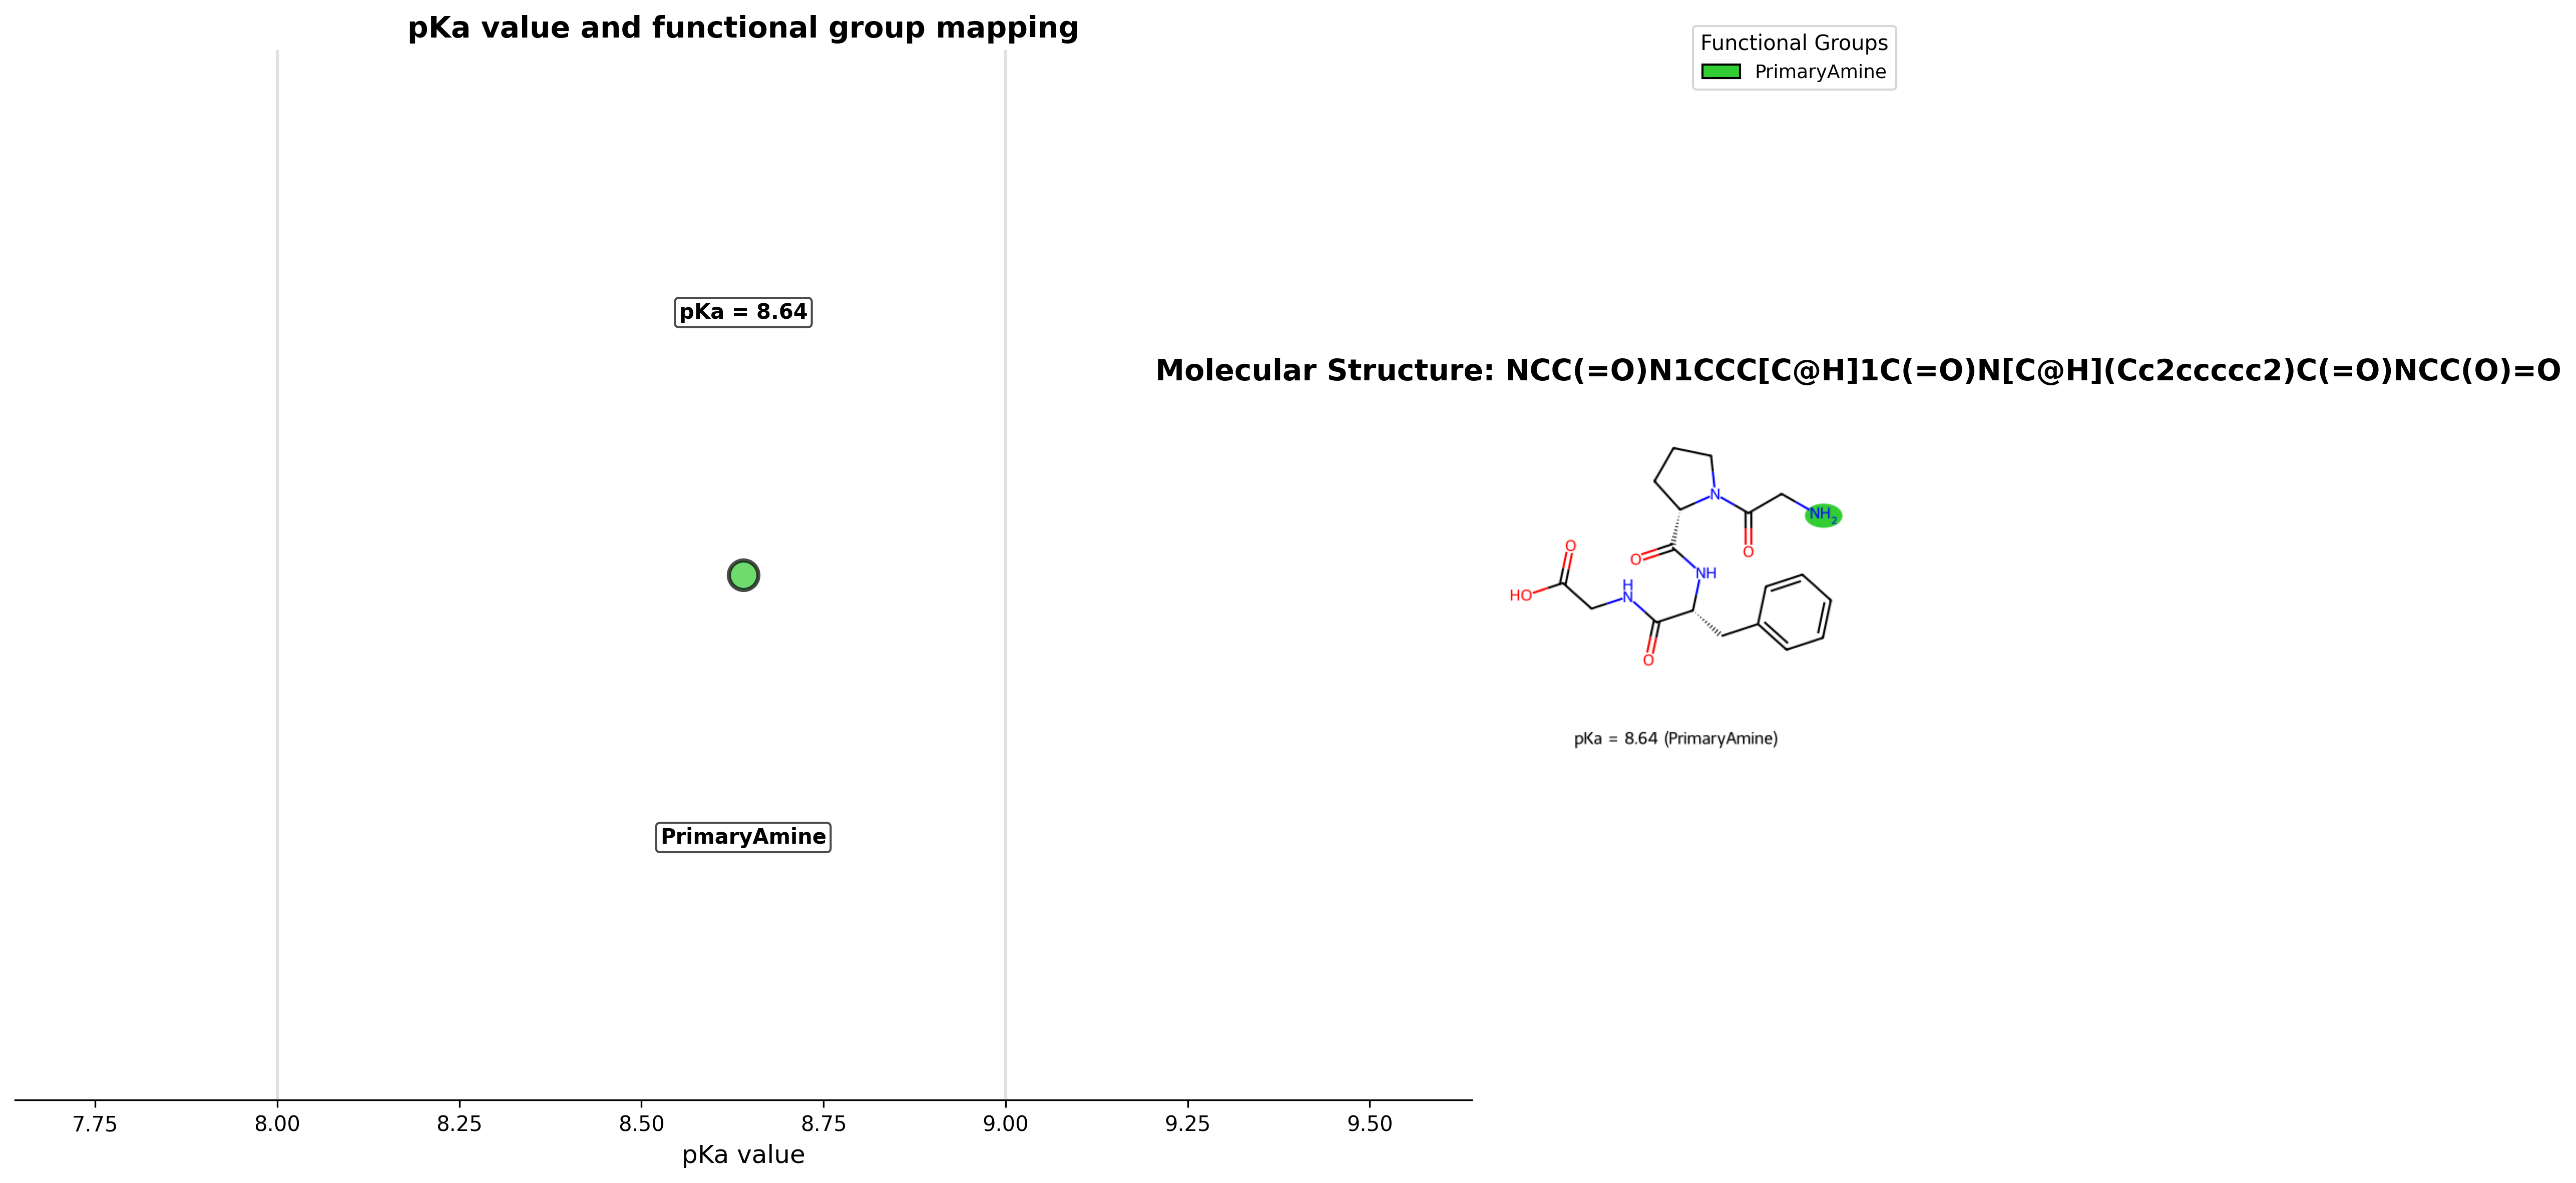 pKa value and functional group mapping
pKa = 8.64
PrimaryAmine
7.75 8.00 8.25 8.50 8.75 9.00 9.25 9.50
pKa value
Functional Groups
PrimaryAmine
Molecular Structure: NCC(=O)N1CCC[C@H]1C(=O)N[C@H](Cc2ccccc2)C(=O)NCC(O)=O
N
NH2
O
O
O
NH
H
N
HO
O
pKa = 8.64 (PrimaryAmine)